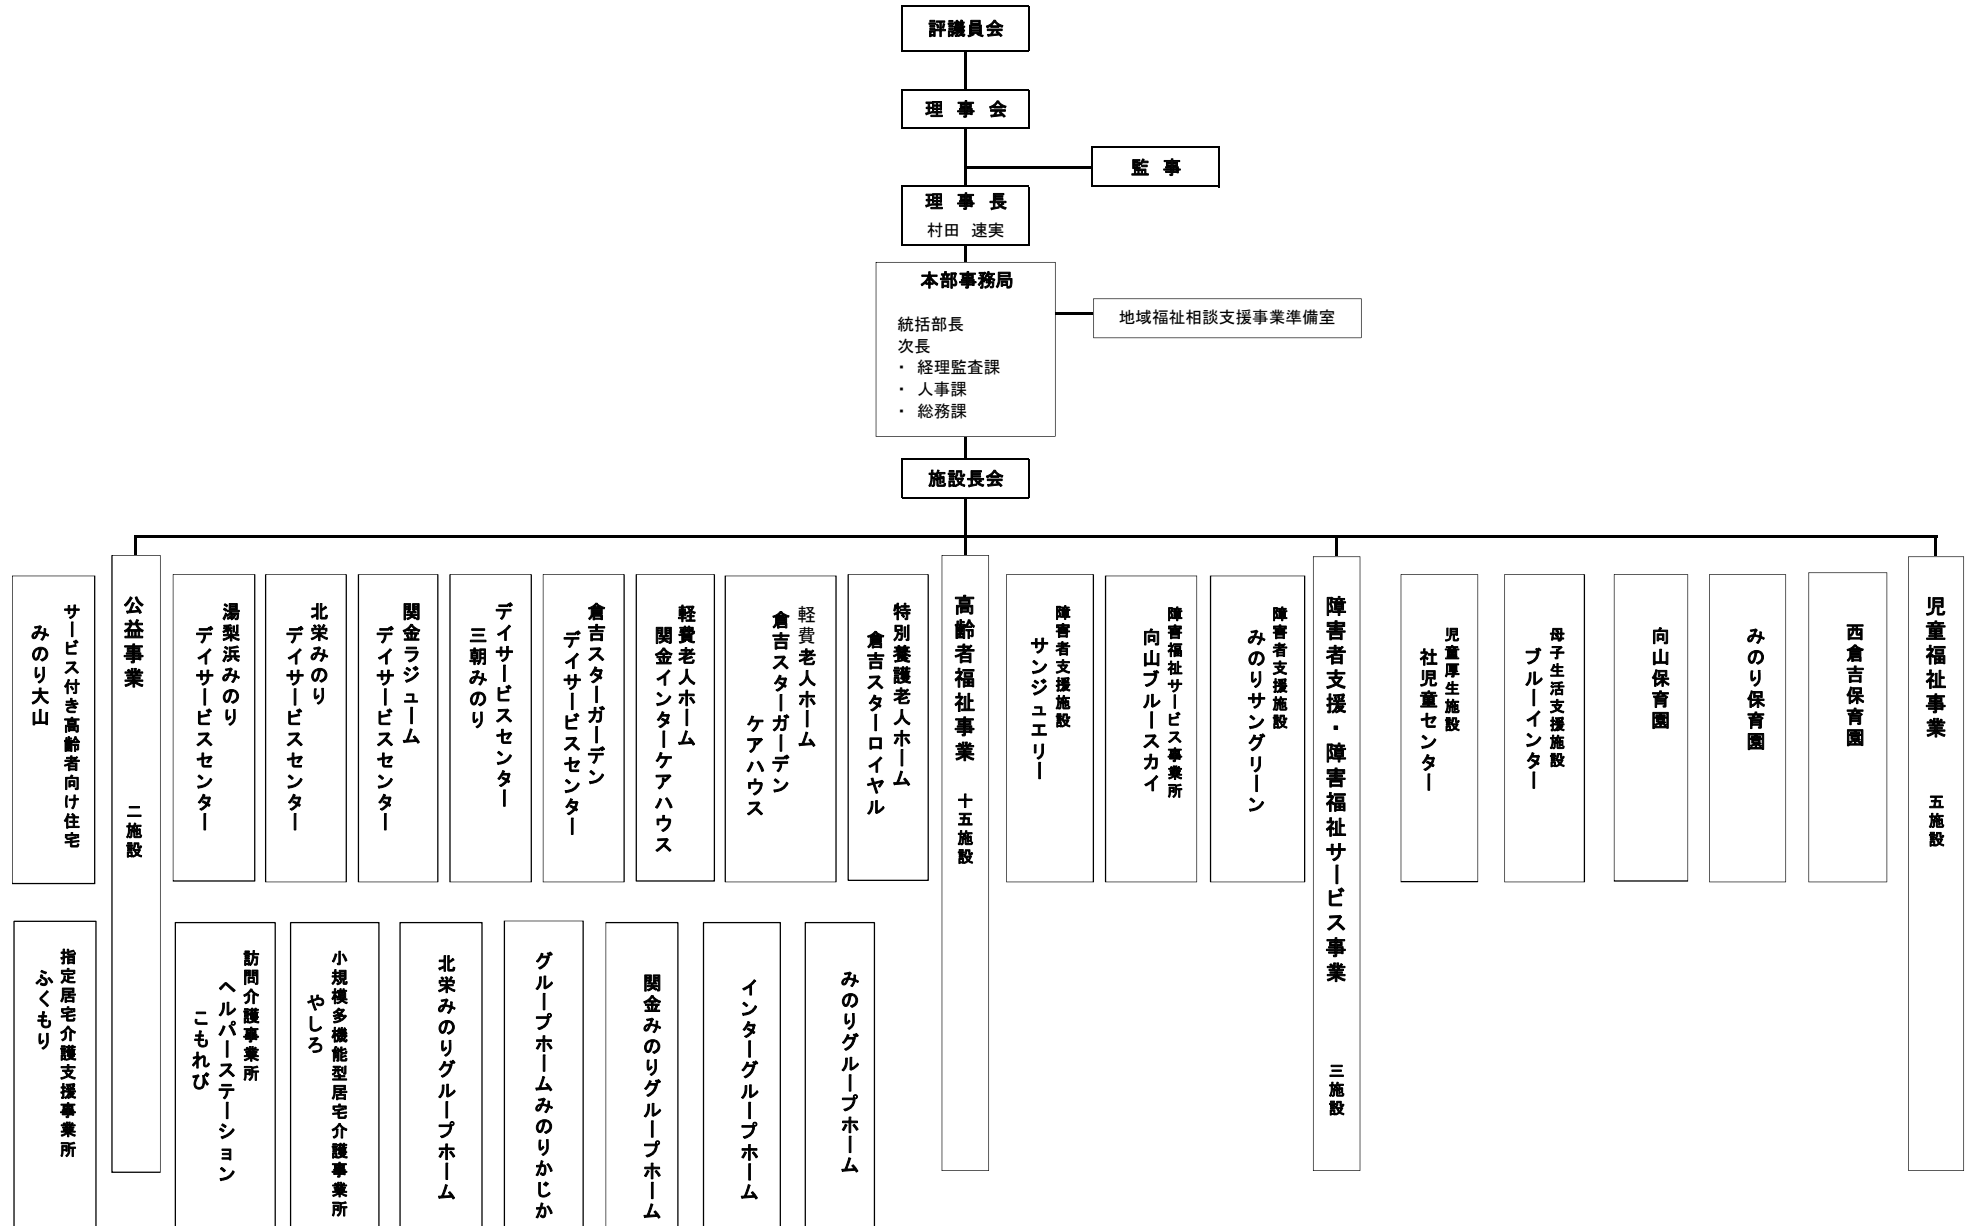 評議員会
理 事 会
監 事
理 事 長
村田 速実
本部事務局
統括部長
次長
・ 経理監査課
・ 人事課
・ 総務課
地域福祉相談支援事業準備室
施設長会
児童福祉事業 五施設
西倉吉保育園
みのり保育園
向山保育園
母子生活支援施設
ブルーインター
児童厚生施設
社児童センター
障害者支援・障害福祉サービス事業 三施設
障害者支援施設
みのりサングリーン
障害福祉サービス事業所
向山ブルースカイ
障害者支援施設
サンジュエリー
高齢者福祉事業 十五施設
特別養護老人ホーム
倉吉スターロイヤル
軽費老人ホーム
倉吉スターガーデン
ケアハウス
軽費老人ホーム
関金インターケアハウス
倉吉スターガーデン
デイサービスセンター
デイサービスセンター
三朝みのり
関金ラジューム
デイサービスセンター
北栄みのり
デイサービスセンター
湯梨浜みのり
デイサービスセンター
みのりグループホーム
インターグループホーム
関金みのりグループホーム
グループホームみのりかじか
北栄みのりグループホーム
小規模多機能型居宅介護事業所
やしろ
訪問介護事業所
ヘルパーステーション
こもれび
公益事業 二施設
サービス付き高齢者向け住宅
みのり大山
指定居宅介護支援事業所
ふくもり